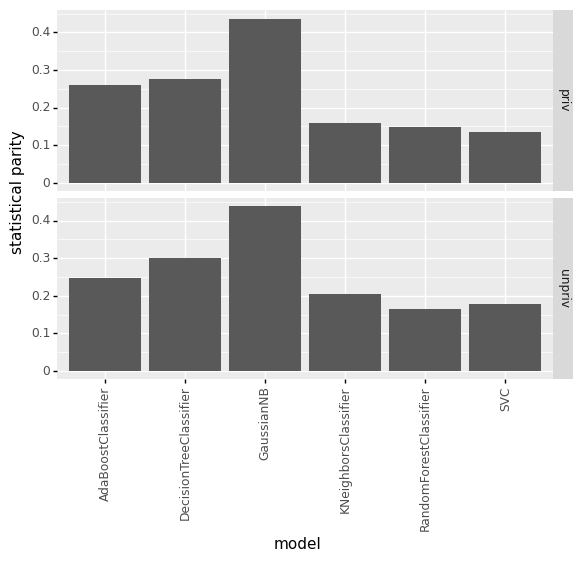 statistical parity
0.4
0.3
0.2
0.1
0
priv
0.4
0.3
0.2
0.1
0
unpriv
AdaBoostClassifier
DecisionTreeClassifier
GaussianNB
KNeighborsClassifier
RandomForestClassifier
SVC
model